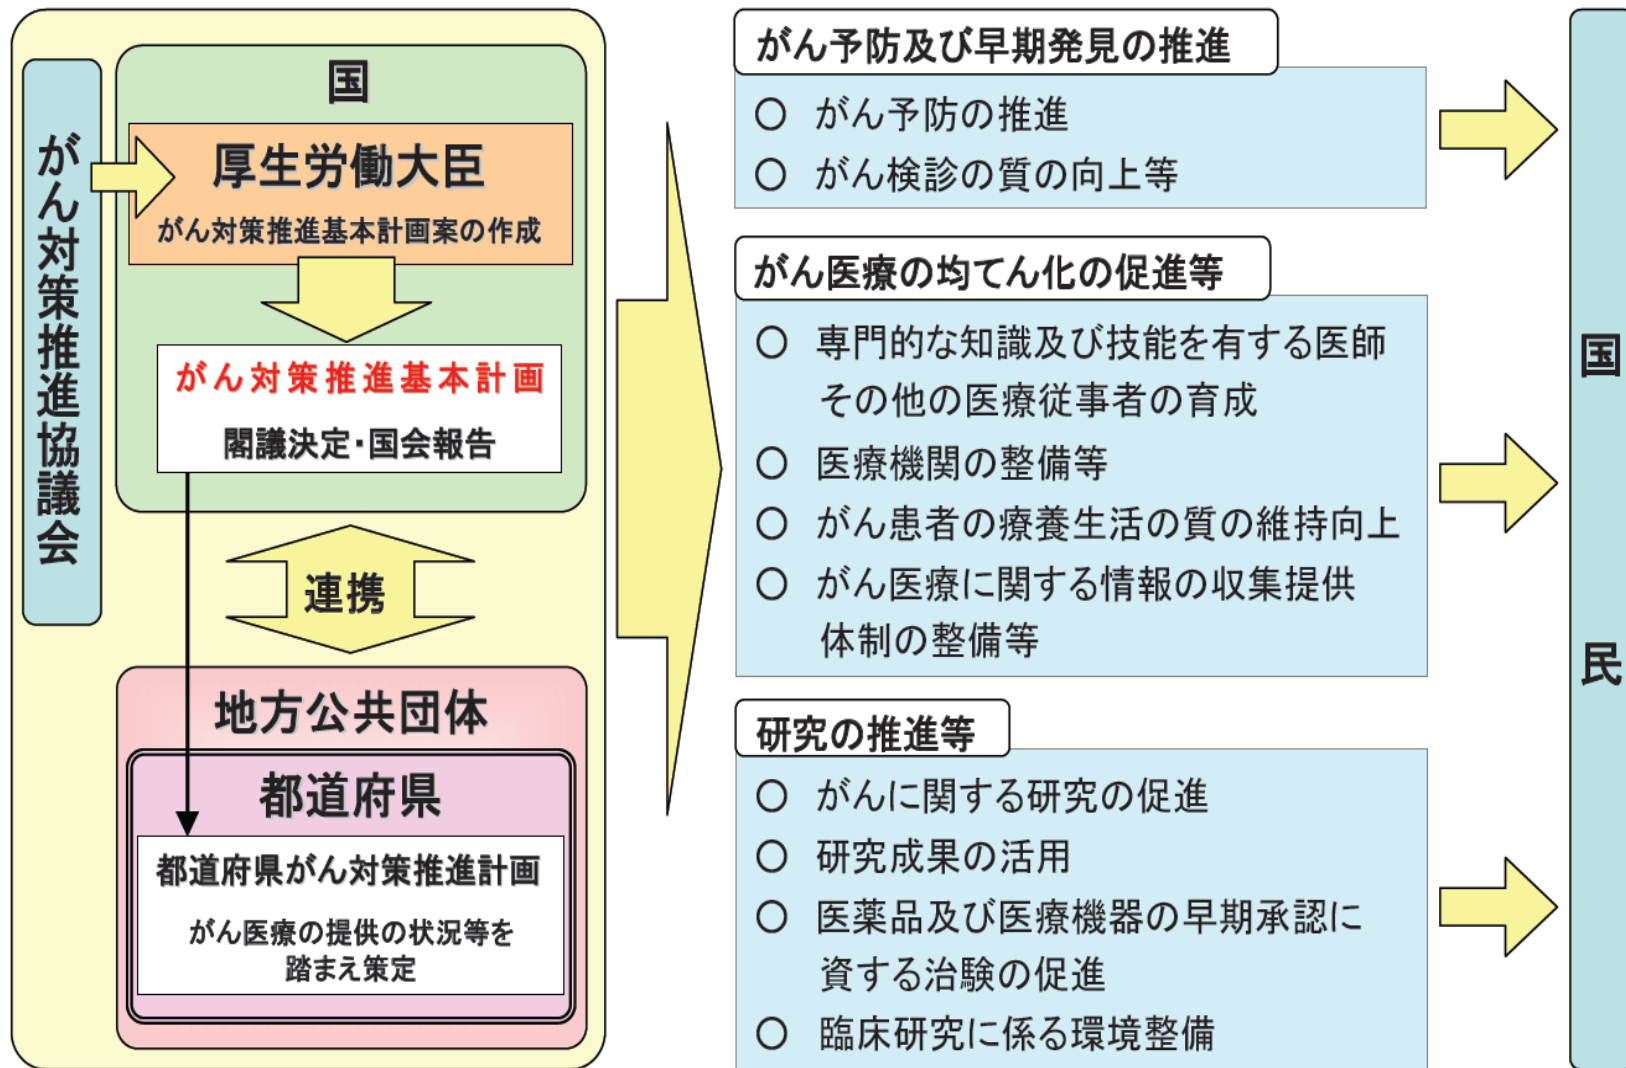 がん対策推進協議会
国
厚生労働大臣
がん対策推進基本計画案の作成
がん対策推進基本計画
閣議決定・国会報告
連携
地方公共団体
都道府県
都道府県がん対策推進計画
がん医療の提供の状況等を
踏まえ策定
がん予防及び早期発見の推進
○ がん予防の推進
○ がん検診の質の向上等
がん医療の均てん化の促進等
○ 専門的な知識及び技能を有する医師
その他の医療従事者の育成
○ 医療機関の整備等
○ がん患者の療養生活の質の維持向上
○ がん医療に関する情報の収集提供
体制の整備等
研究の推進等
○ がんに関する研究の促進
○ 研究成果の活用
○ 医薬品及び医療機器の早期承認に
資する治験の促進
○ 臨床研究に係る環境整備
国民